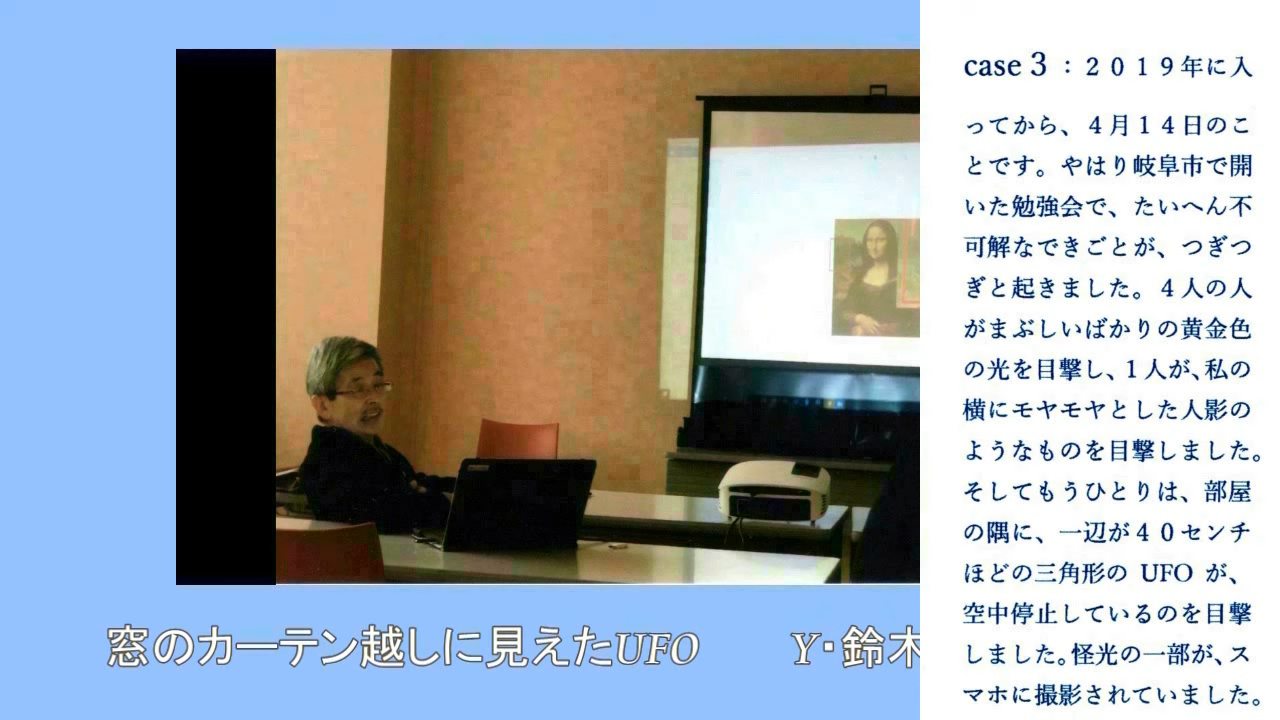 case 3：２０１９年に入
ってから、４月１４日のこ
とです。やはり岐阜市で開
いた勉強会で、たいへん不
可解なできごとが、つぎつ
ぎと起きました。４人の人
がまぶしいばかりの黄金色
の光を目撃し、1 人が、私の
横にモヤモヤとした人影の
ようなものを目撃しました。
そしてもうひとりは、部屋
の隅に、一辺が４０センチ
ほどの三角形の UFO が、
空中停止しているのを目撃
しました。怪光の一部が、ス
マホに撮影されていました。
窓のカーテン越しに見えたUFO　　Y・鈴木